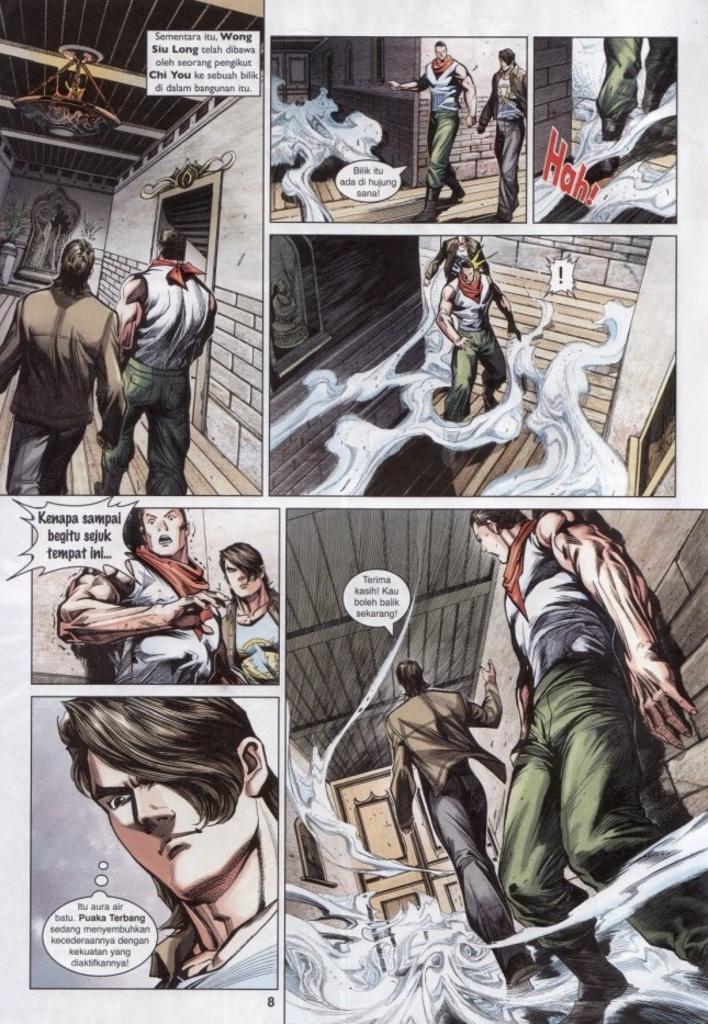 Sementara itu, Wong
Siu Long telah dibawa
oleh seorang pengikut
Chi You ke sebuah bilik
di dalam bangunan itu.
Bilik itu
ada di hujung
sana!
Hah!
!
Kenapa sampai
begitu sejuk
tempat ini...
Terima
kasih! Kau
boleh balik
sekarang!
Itu aura air
batu. Puaka Terbang
sedang menyembuhkan
kecederaannya dengan
kekuatan yang
diaktifkannya!
8